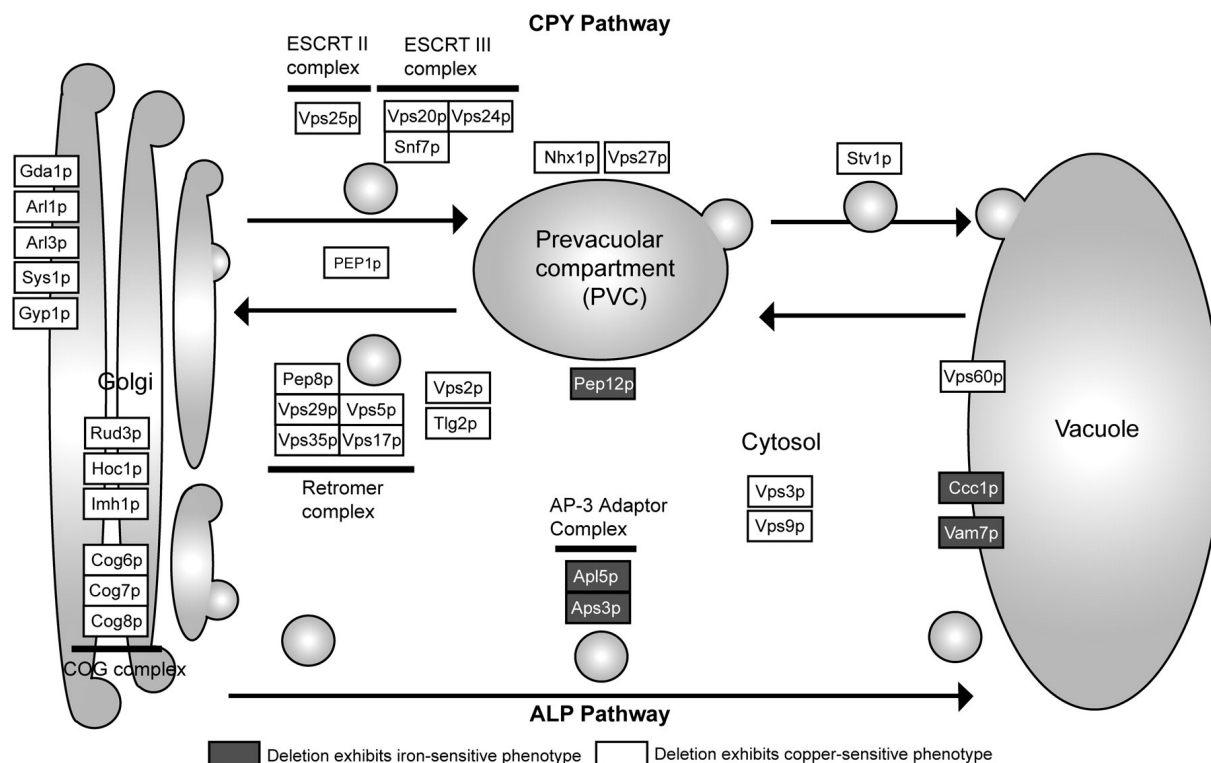 CPY Pathway
ESCRT II
complex
ESCRT III
complex
Vps25p
Vps20p
Vps24p
Snf7p
Nhx1p
Vps27p
Stv1p
Gda1p
Arl1p
Arl3p
Sys1p
Gyp1p
PEP1p
Prevacuolar
compartment
(PVC)
Golgi
Pep8p
Vps29p
Vps5p
Vps35p
Vps17p
Retromer
complex
Vps2p
Tlg2p
Pep12p
Vps60p
Vacuole
Rud3p
Hoc1p
Imh1p
Cytosol
Vps3p
Vps9p
Ccc1p
Vam7p
AP-3 Adaptor
Complex
Apl5p
Aps3p
Cog6p
Cog7p
Cog8p
COG complex
ALP Pathway
Deletion exhibits iron-sensitive phenotype
Deletion exhibits copper-sensitive phenotype